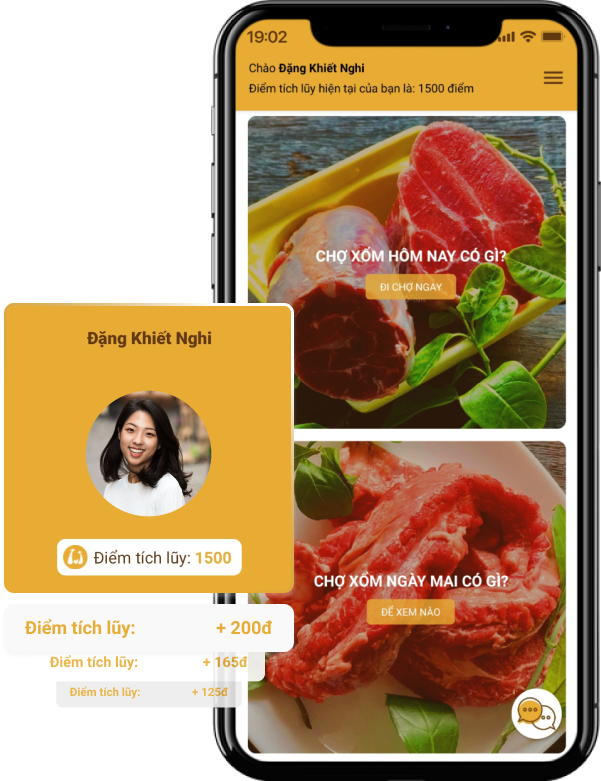 19:02
Chào Đặng Khiết Nghi
Điểm tích lũy hiện tại của bạn là: 1500 điểm
CHỢ XỔM HÔM NAY CÓ GÌ?
ĐI CHỢ NGAY
Đặng Khiết Nghi
Điểm tích lũy: 1500
CHỢ XỔM NGÀY MAI CÓ GÌ?
ĐỂ XEM NÀO
Điểm tích lũy: + 200đ
Điểm tích lũy: + 165đ
Điểm tích lũy: + 125đ